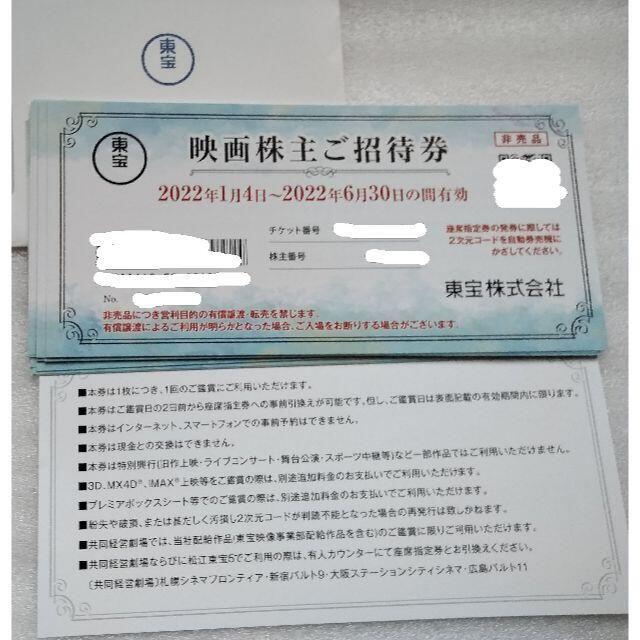 東宝
東宝
映画株主ご招待券
非売品
2022年1月4日～2022年6月30日の間有効
チケット番号
株主番号
座席指定券の発券に際しては
2次元コードを自動券売機に
かざしてください。
No.
東宝株式会社
非売品につき営利目的の有償譲渡・転売を禁じます。
有償譲渡によるご利用が明らかとなった場合、ご入場をお断りする場合がございます。
■本券は1枚につき、1回のご鑑賞にご利用いただけます。
■本券はご鑑賞日の2日前から座席指定券への事前引換えが可能です。但し、ご鑑賞日は表面記載の有効期間内に限ります。
■本券はインターネット、スマートフォンでの事前予約はできません。
■本券は現金との交換はできません。
■本券は特別興行(旧作上映・ライブコンサート・舞台公演・スポーツ中継等)など一部作品ではご利用いただけません。
■3D、MX4D®、IMAX®上映等をご鑑賞の際は、別途追加料金のお支払いでご利用いただけます。
■プレミアボックスシート等でのご鑑賞の際は、別途追加料金のお支払いでご利用いただけます。
■紛失や破損、または甚だしく汚損し2次元コードが判読不能となった場合の再発行は致しかねます。
■共同経営劇場では、当社配給作品(東宝映像事業部配給作品を含む)のご鑑賞に限りご利用いただけます。
■共同経営劇場ならびに松江東宝5でご利用の際は、有人カウンターにて座席指定券とお引換えください。
〔共同経営劇場〕札幌シネマフロンティア・新宿バルト9・大阪ステーションシティシネマ・広島バルト11